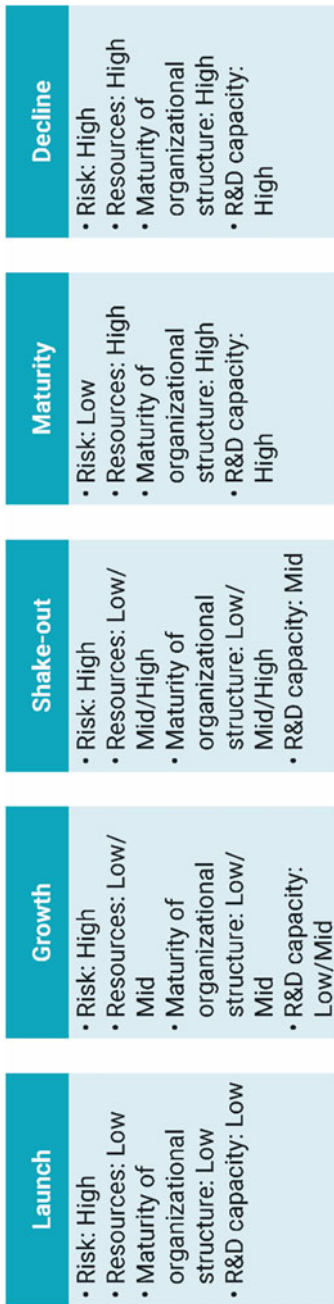 Launch
• Risk: High
• Resources: Low
• Maturity of
organizational
structure: Low
• R&D capacity: Low
Growth
• Risk: High
• Resources: Low/
Mid
• Maturity of
organizational
structure: Low/
Mid
• R&D capacity:
Low/Mid
Shake-out
• Risk: High
• Resources: Low/
Mid/High
• Maturity of
organizational
structure: Low/
Mid/High
• R&D capacity: Mid
Maturity
• Risk: Low
• Resources: High
• Maturity of
organizational
structure: High
• R&D capacity:
High
Decline
• Risk: High
• Resources: High
• Maturity of
organizational
structure: High
• R&D capacity:
High